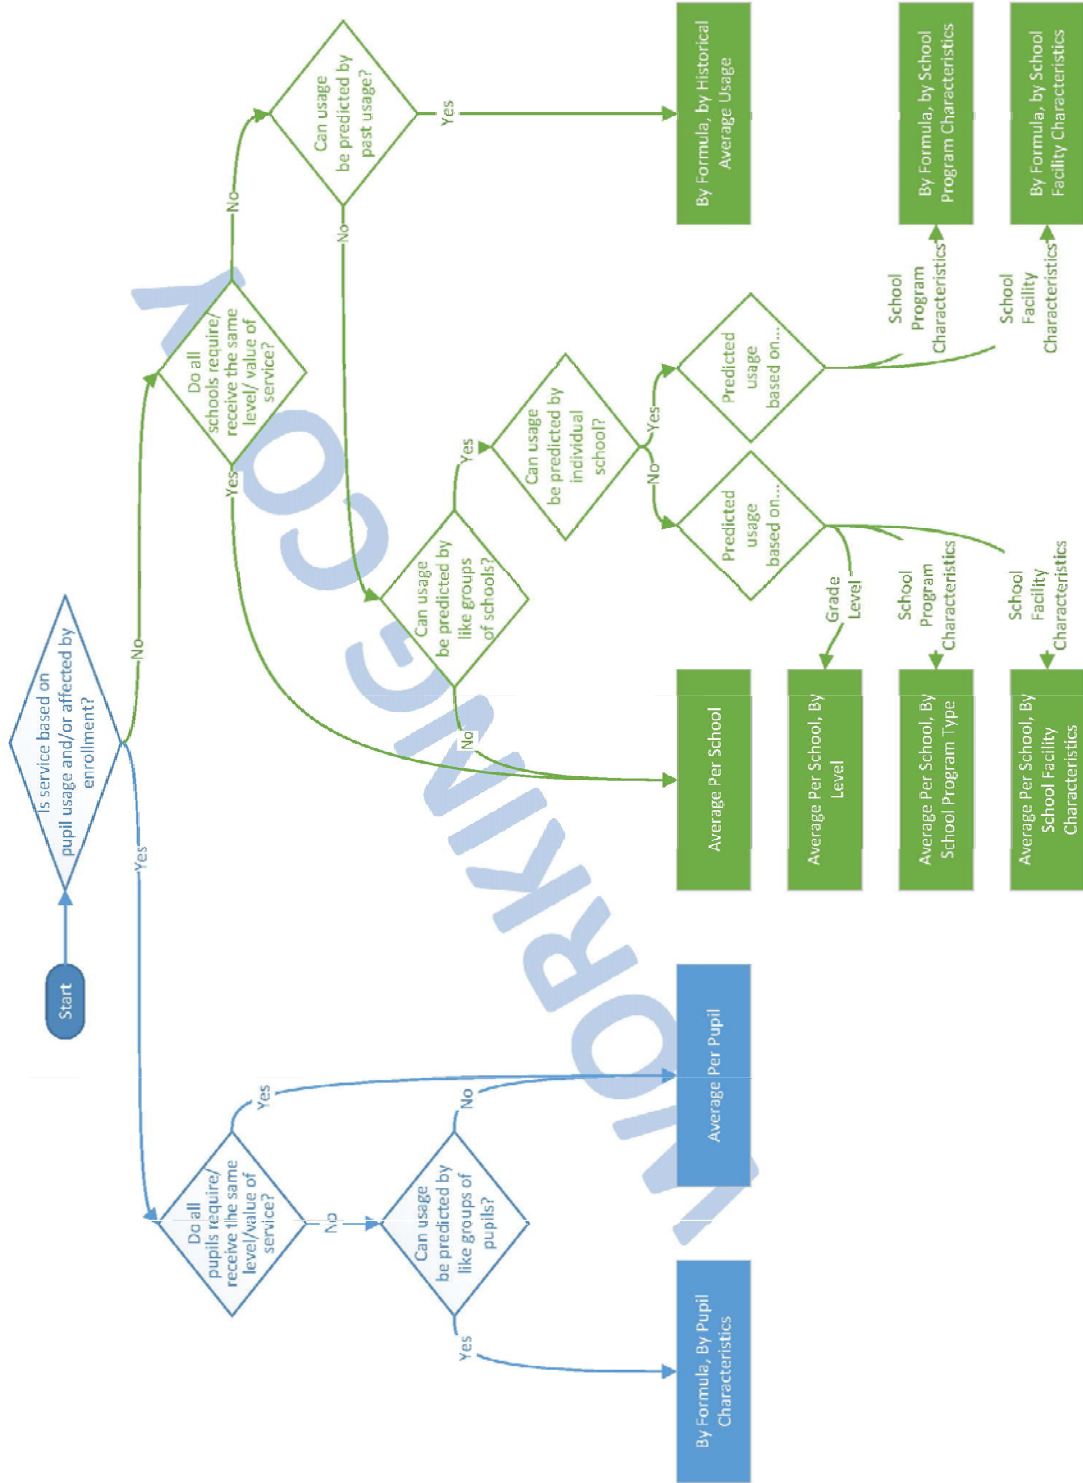 Start
Is service based on
pupil usage and/or affected by
enrollment?
Yes
No
Do all
pupils require/
receive the same
level/value of
service?
Yes
No
Can usage
be predicted by
like groups of
pupils?
Yes
No
By Formula, By Pupil
Characteristics
Average Per Pupil
Do all
schools require/
receive the same
level/ value of
service?
Yes
No
Can usage
be predicted by
past usage?
No
Yes
By Formula, by Historical
Average Usage
Can usage
be predicted by
like groups
of schools?
No
Yes
Average Per School
Can usage
be predicted by
individual
school?
No
Yes
Predicted
usage
based on...
Predicted
usage
based on...
Grade
Level
School
Program
Characteristics
School
Facility
Characteristics
School
Program
Characteristics
School
Facility
Characteristics
Average Per School, By
Level
Average Per School, By
School Program Type
Average Per School, By
School Facility
Characteristics
By Formula, by School
Program Characteristics
By Formula, by School
Facility Characteristics
WORKING COPY